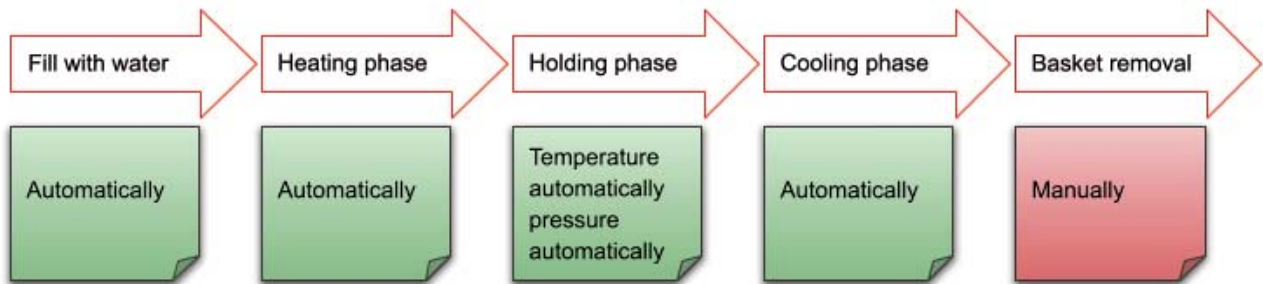 Fill with water
Heating phase
Holding phase
Cooling phase
Basket removal
Automatically
Automatically
Temperature
automatically
pressure
automatically
Automatically
Manually